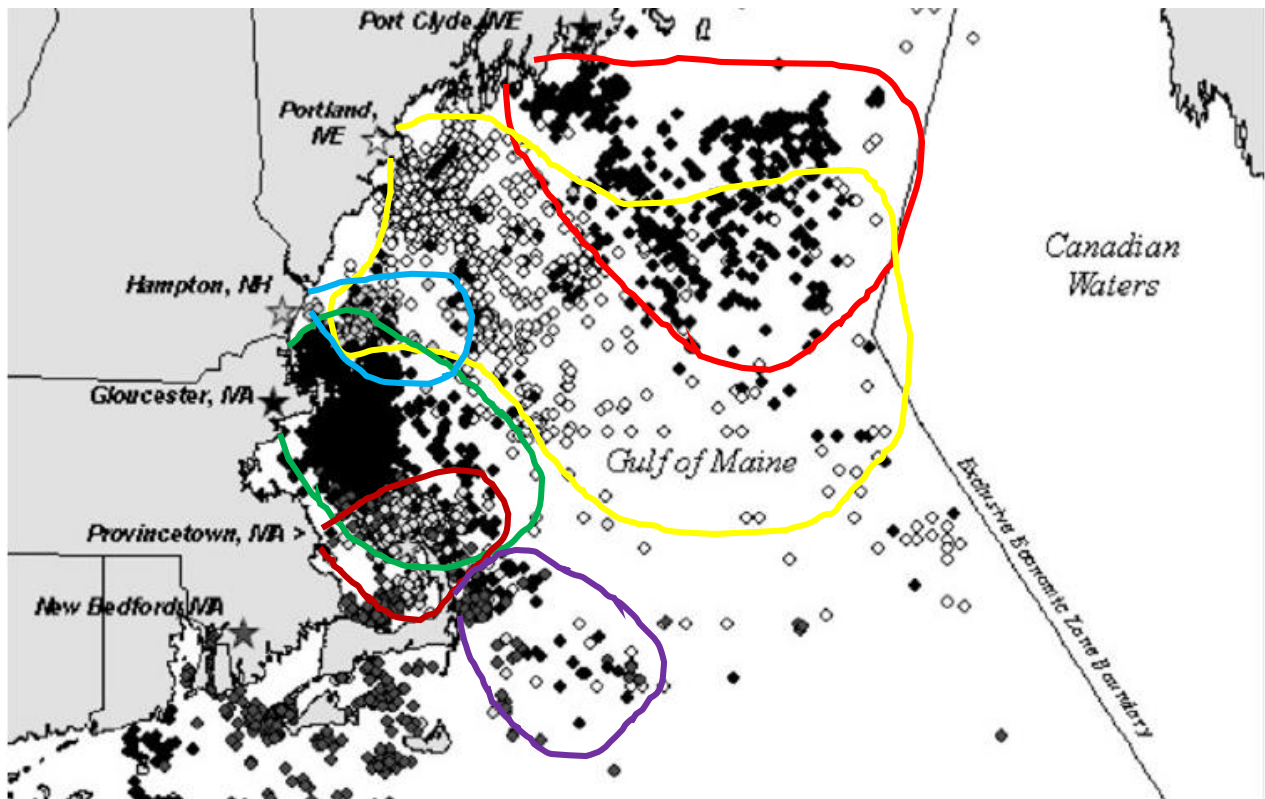 Port Clyde, ME
Portland,
ME
Canadian
Waters
Hampton, NH
Gloucester, MA
Gulf of Maine
Exclusive Economic Zone Boundary
Provincetown, MA >
New Bedford, MA